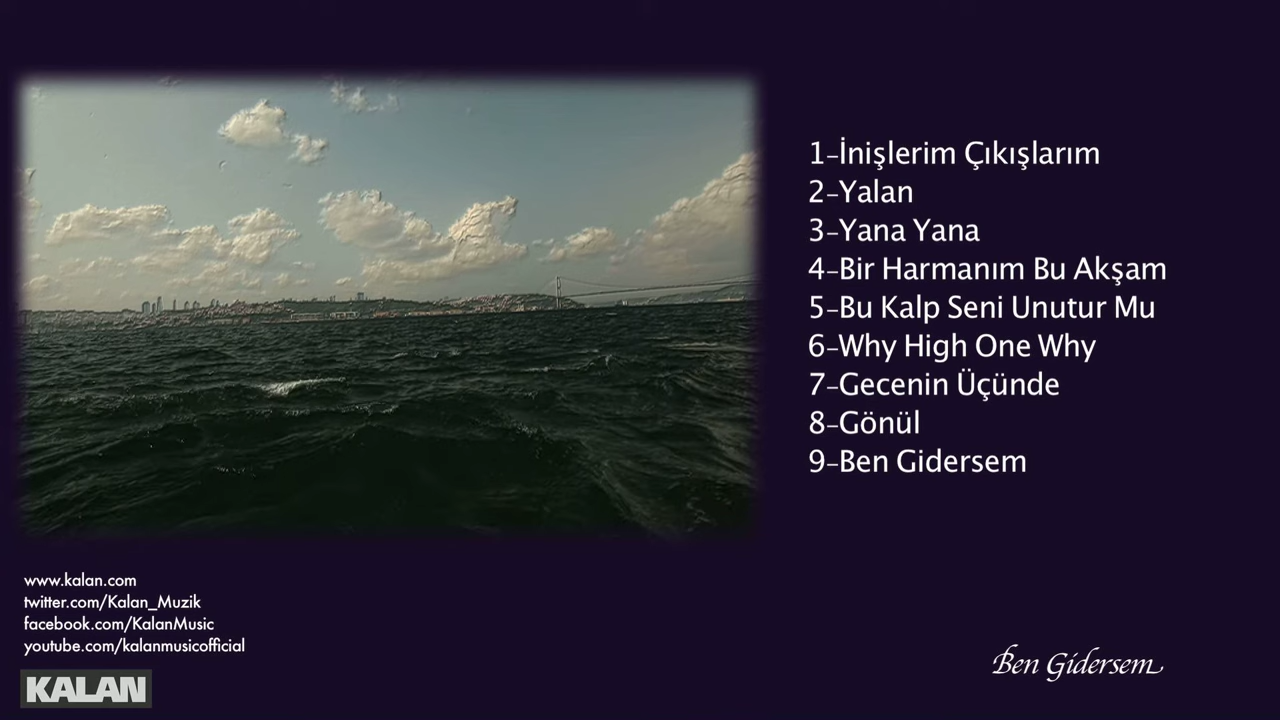 1-İnişlerim Çıkışlarım
2-Yalan
3-Yana Yana
4-Bir Harmanım Bu Akşam
5-Bu Kalp Seni Unutur Mu
6-Why High One Why
7-Gecenin Üçünde
8-Gönül
9-Ben Gidersem
www.kalan.com
twitter.com/Kalan_Muzik
facebook.com/KalanMusic
youtube.com/kalanmusicofficial
KALAN
Ben Gidersem